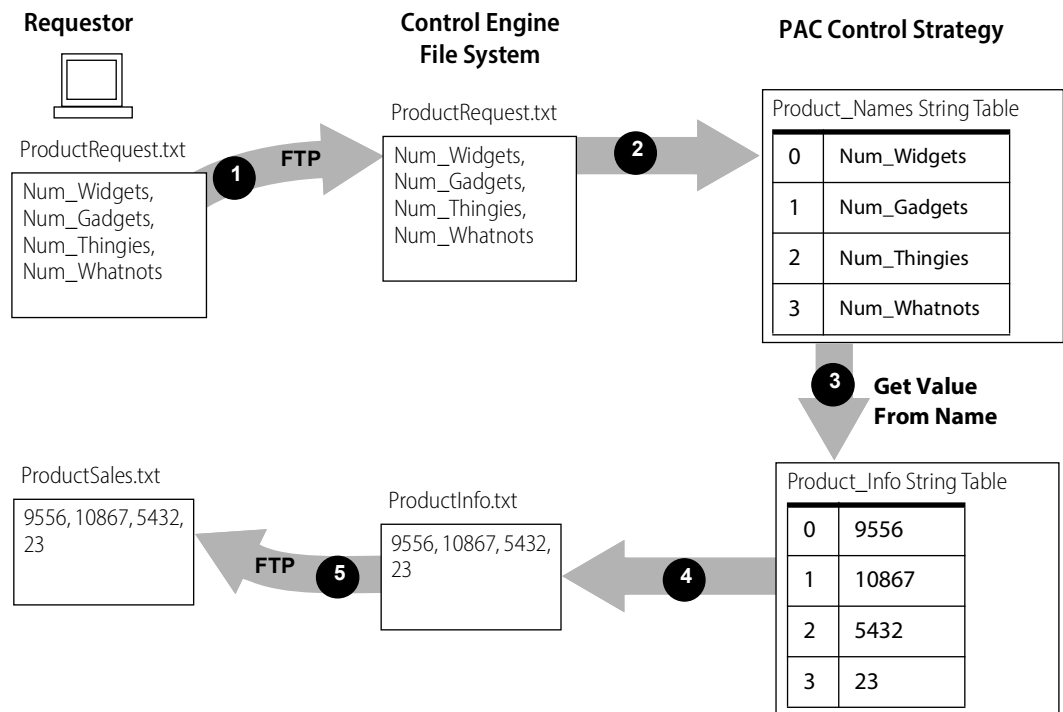 Requestor
Control Engine
File System
PAC Control Strategy
ProductRequest.txt
Num_Widgets,
Num_Gadgets,
Num_Thingies,
Num_Whatnots
1
FTP
ProductRequest.txt
Num_Widgets,
Num_Gadgets,
Num_Thingies,
Num_Whatnots
2
Product_Names String Table
0 Num_Widgets
1 Num_Gadgets
2 Num_Thingies
3 Num_Whatnots
3
Get Value
From Name
Product_Info String Table
0 9556
1 10867
2 5432
3 23
4
ProductInfo.txt
9556, 10867, 5432,
23
5
FTP
ProductSales.txt
9556, 10867, 5432,
23